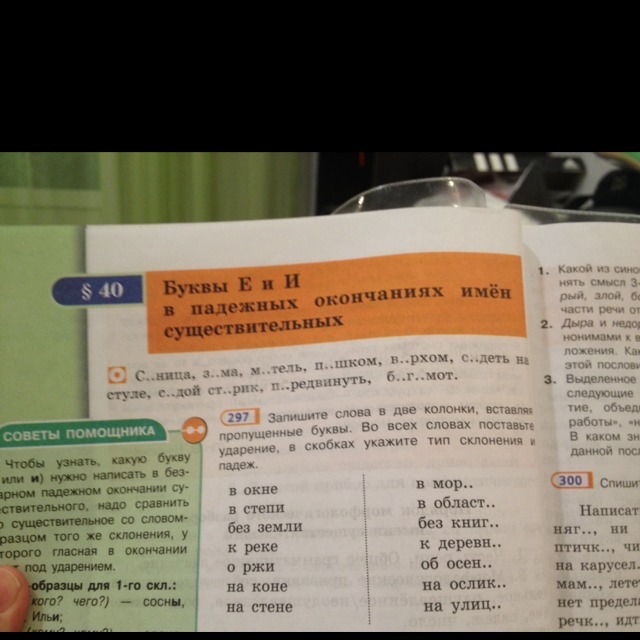 § 40
Буквы Е и И
в падежных окончаниях имён
существительных
С..ница, з..ма, м..тель, п..шком, в..рхом, с..деть на
стуле, с..дой ст..рик, п..редвинуть, б..г..мот.
297 Запишите слова в две колонки, вставляя
пропущенные буквы. Во всех словах поставьте
ударение, в скобках укажите тип склонения и
падеж.
в окне в мор..
в степи в област..
без земли без книг..
к реке к деревн..
о ржи об осен..
на коне на ослик..
на стене на улиц..
СОВЕТЫ ПОМОЩНИКА
Чтобы узнать, какую букву
или и) нужно написать в без-
арном падежном окончании су-
ествительного, надо сравнить
о существительное со словом-
разцом того же склонения, у
торого гласная в окончании
под ударением.
-образцы для 1-го скл.:
кого? чего?) — сосны,
Ильи;
1. Какой из сино
нять смысл 3-
рый, злой, б
части речи от
2. Дыра и недо
нонимами к в
ложения. Как
этой послови
3. Выделенное
следующие
тие, объед
работы», «н
В каком зн
данной пос
300 Спиши
Написат
няг.., ни
птичк.., чи
на карусел.
мам.., лете
нет предела
речк.., идт